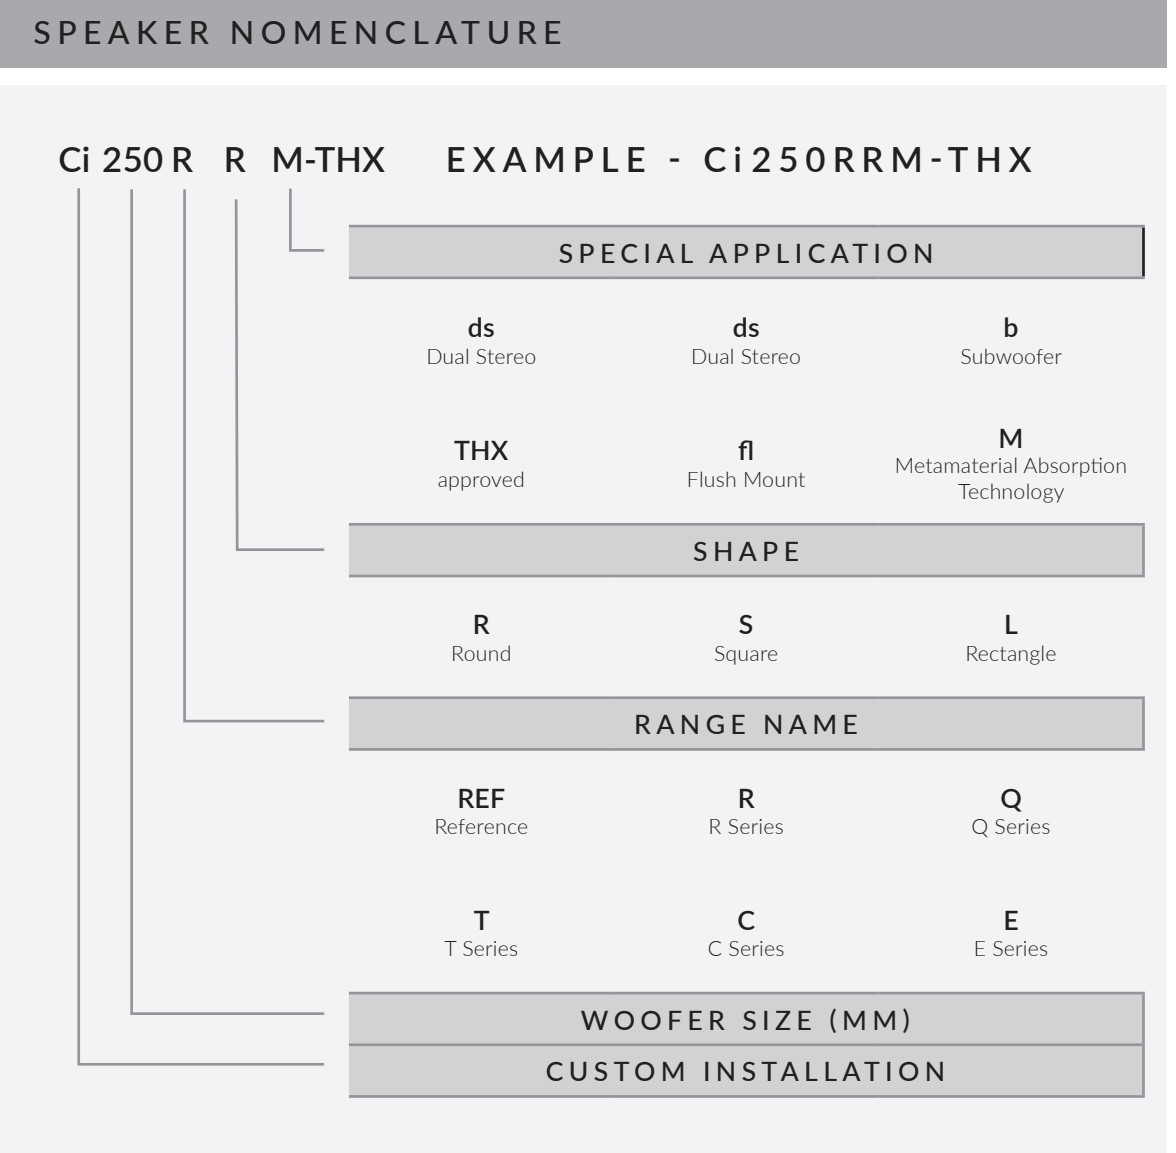 SPEAKER NOMENCLATURE
Ci 250 R R M-THX EXAMPLE - Ci250RRM-THX
SPECIAL APPLICATION
ds ds b
Dual Stereo Dual Stereo Subwoofer
THX fl M
approved Flush Mount Metamaterial Absorption
Technology
SHAPE
R S L
Round Square Rectangle
RANGE NAME
REF R Q
Reference R Series Q Series
T C E
T Series C Series E Series
WOOFER SIZE (MM)
CUSTOM INSTALLATION